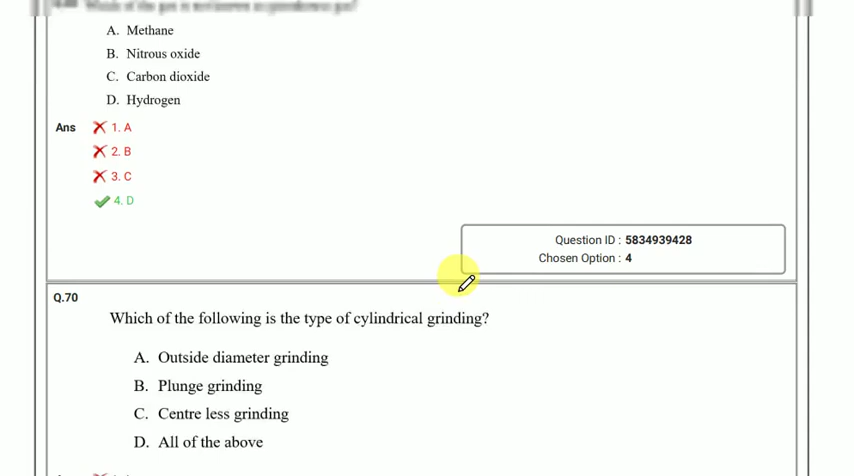 A. Methane
B. Nitrous oxide
C. Carbon dioxide
D. Hydrogen
Ans 1. A
2. B
3. C
4. D
Question ID : 5834939428
Chosen Option : 4
Q.70
Which of the following is the type of cylindrical grinding?
A. Outside diameter grinding
B. Plunge grinding
C. Centre less grinding
D. All of the above